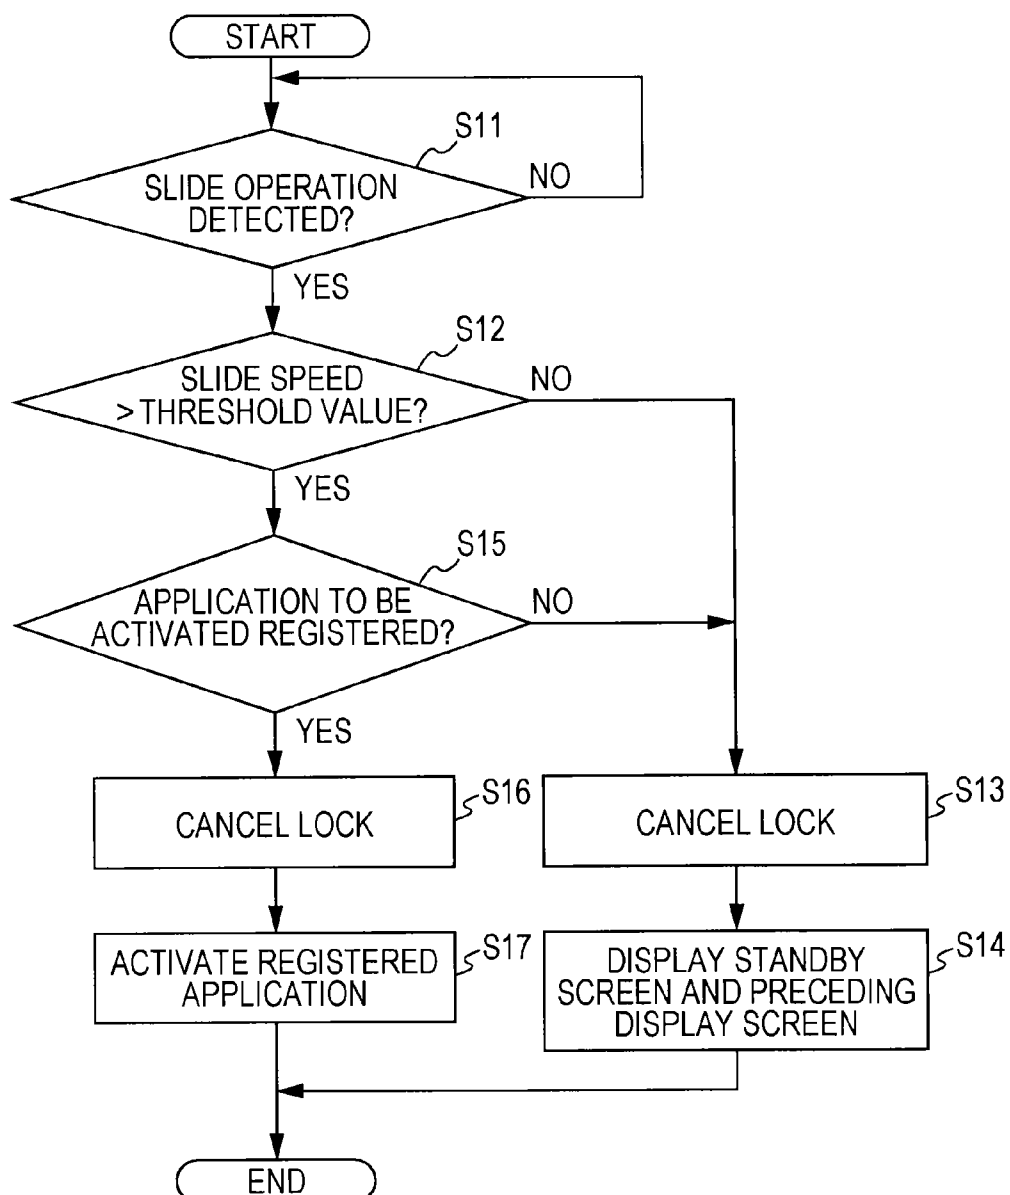 START
S11
SLIDE OPERATION
DETECTED?
NO
YES
S12
SLIDE SPEED
> THRESHOLD VALUE?
NO
YES
S15
APPLICATION TO BE
ACTIVATED REGISTERED?
NO
YES
S16
CANCEL LOCK
S13
CANCEL LOCK
S17
ACTIVATE REGISTERED
APPLICATION
S14
DISPLAY STANDBY
SCREEN AND PRECEDING
DISPLAY SCREEN
END